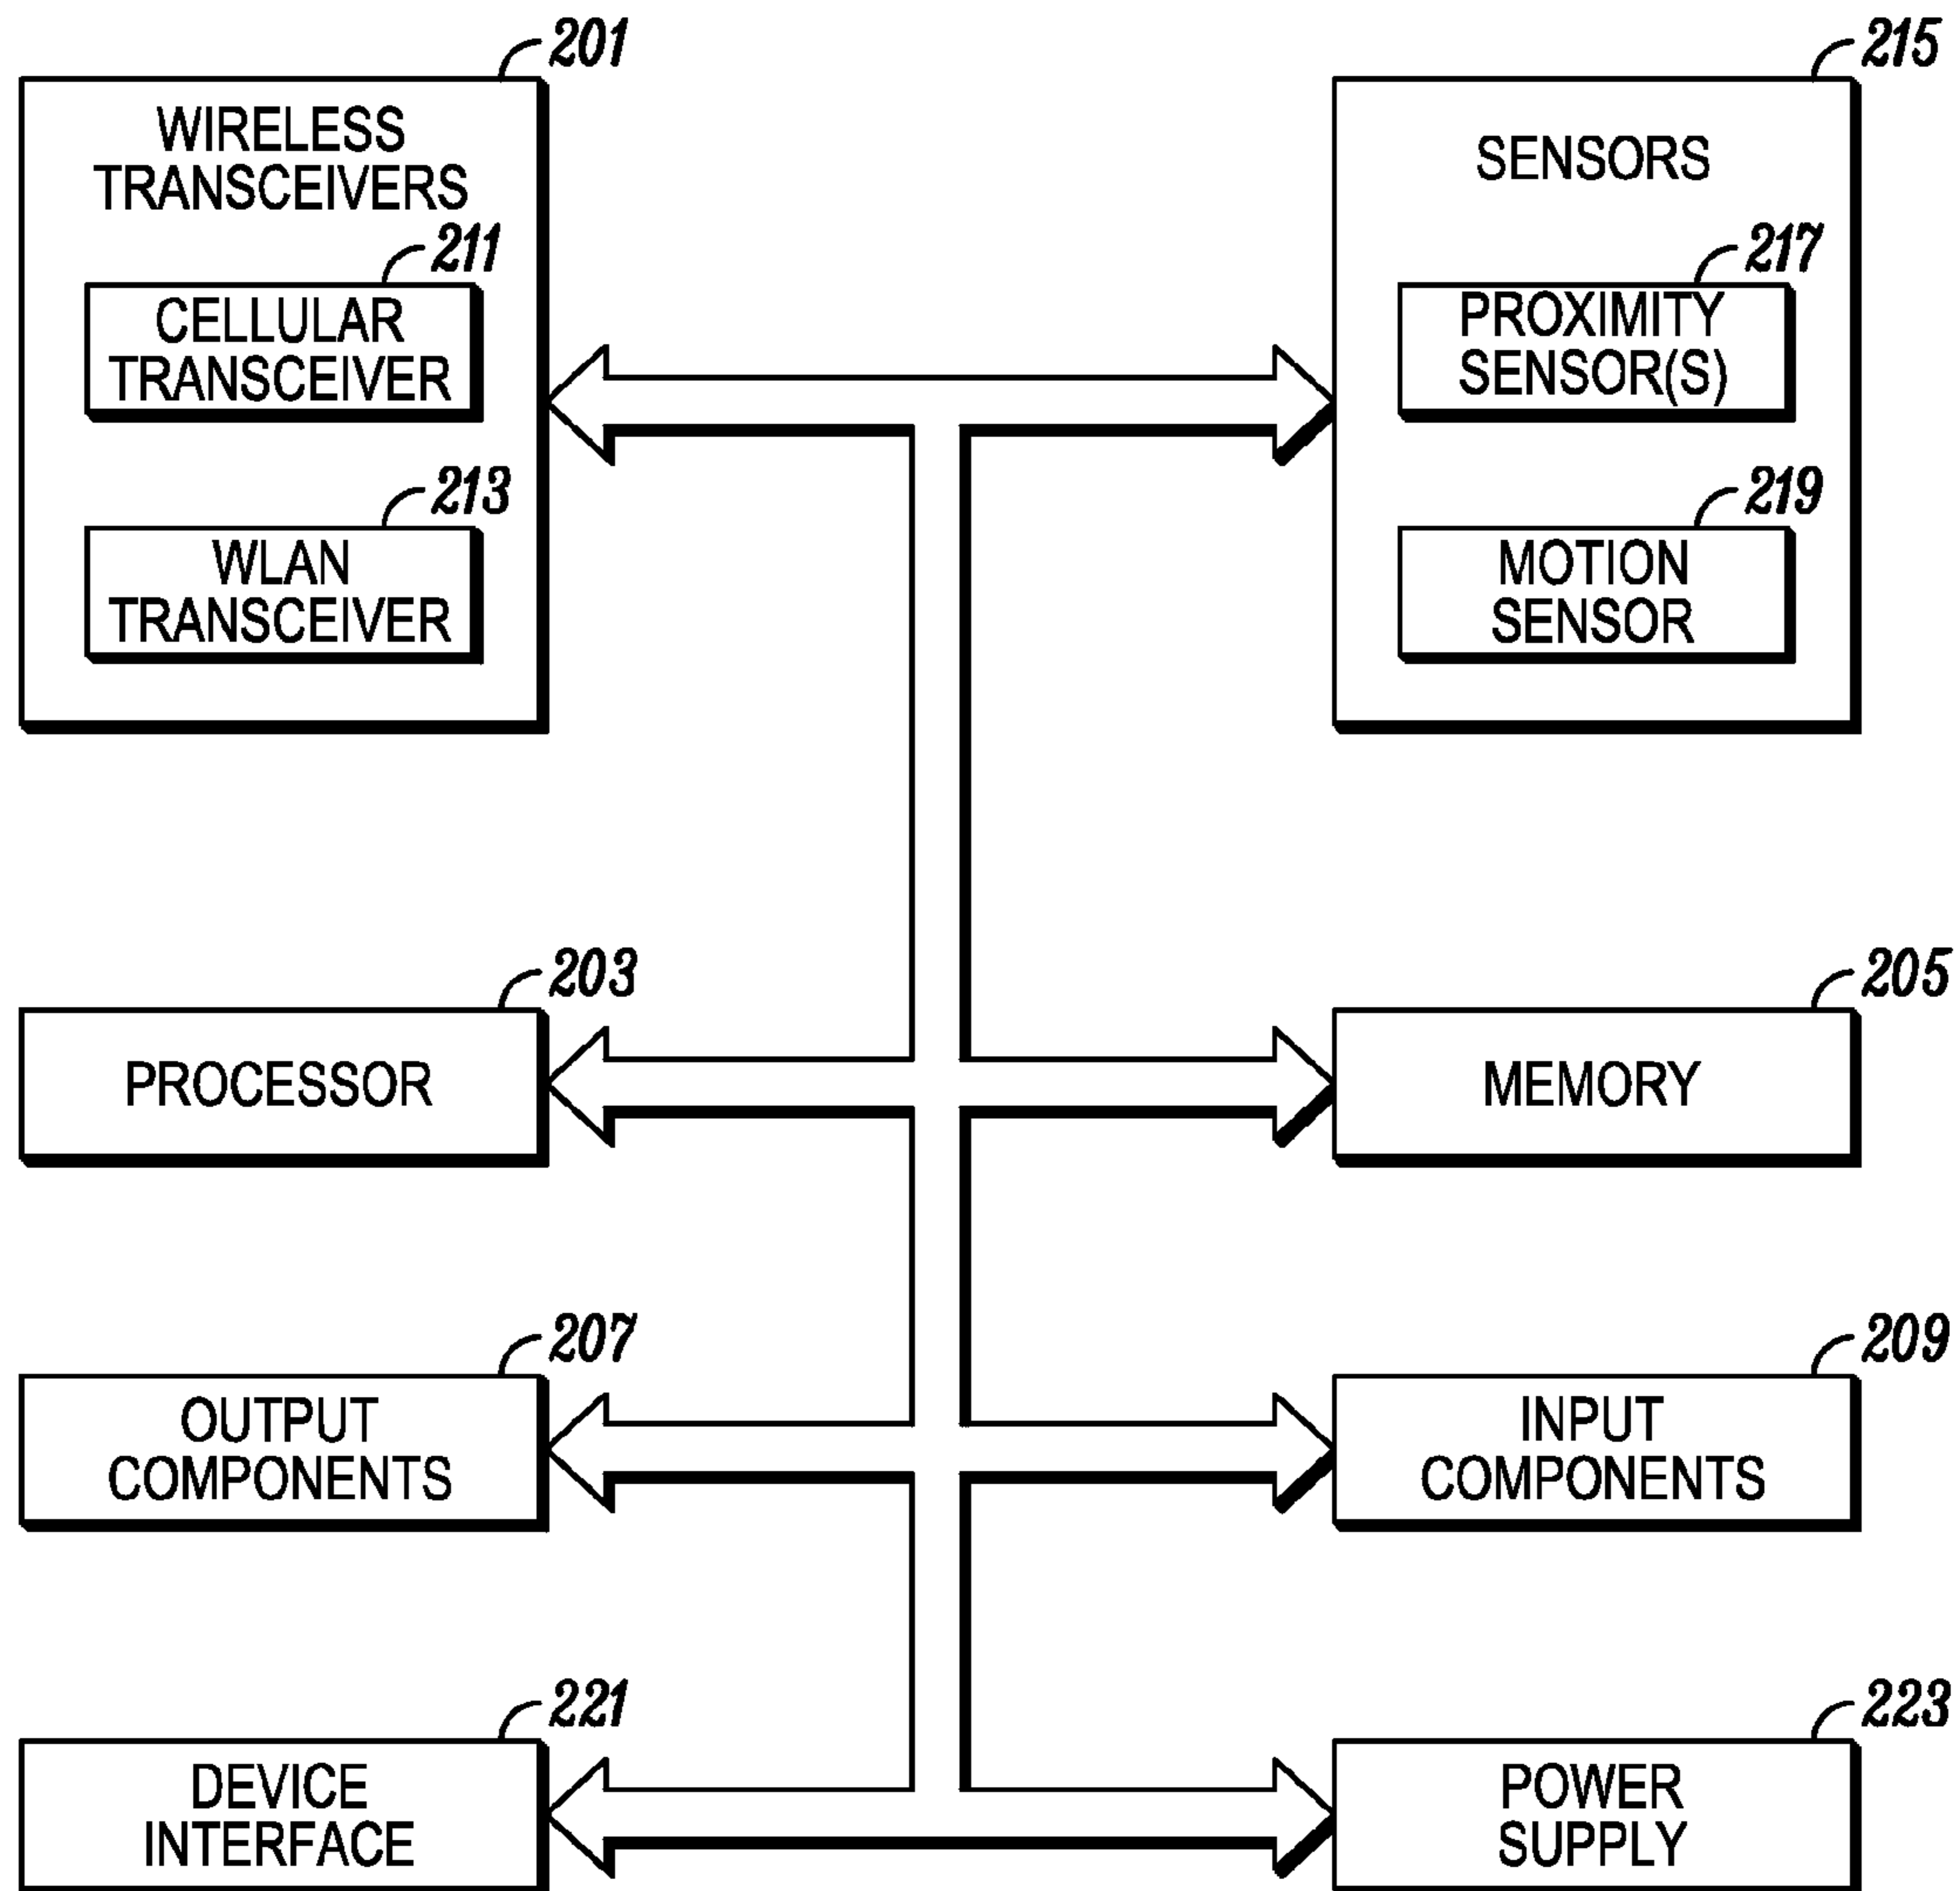 201
WIRELESS
TRANSCEIVERS
211
CELLULAR
TRANSCEIVER
213
WLAN
TRANSCEIVER
215
SENSORS
217
PROXIMITY
SENSOR(S)
219
MOTION
SENSOR
203
PROCESSOR
205
MEMORY
207
OUTPUT
COMPONENTS
209
INPUT
COMPONENTS
221
DEVICE
INTERFACE
223
POWER
SUPPLY